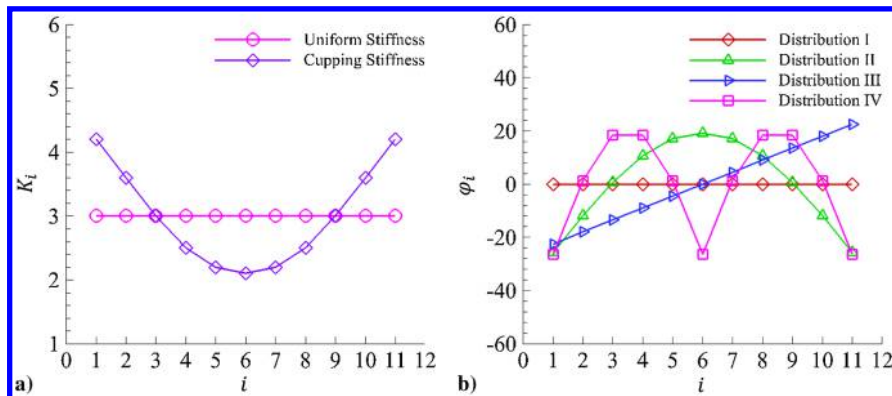 6
5
4
3
2
1
K_i
0 1 2 3 4 5 6 7 8 9 10 11 12
i
Uniform Stiffness
Cupping Stiffness
a)
60
40
20
0
-20
-40
-60
φ_i
0 1 2 3 4 5 6 7 8 9 10 11 12
i
Distribution I
Distribution II
Distribution III
Distribution IV
b)